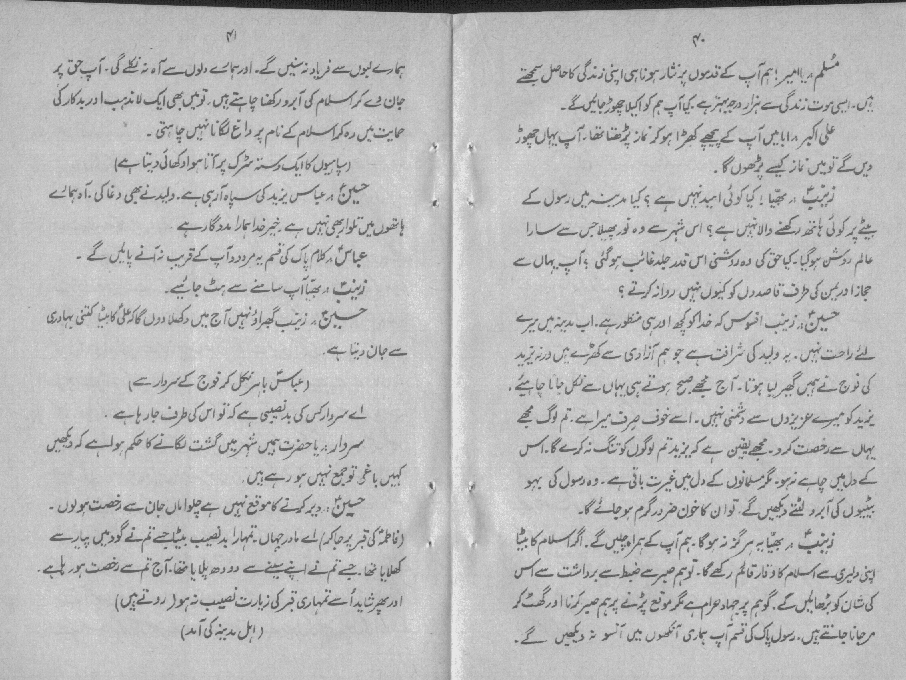 ۴۰
مُسلم :۔ یا امیر! ہم آپ کے قدموں پر نثار ہونا ہی اپنی زندگی کا حاصل سمجھتے
ہیں۔ ایسی موت زندگی سے ہزار درجہ بہتر ہے۔ کیا آپ ہم کو اکیلا چھوڑ جائیں گے۔
علی اکبر :۔ ابا میں آپ کے پیچھے کھڑا ہو کر نماز پڑھتا تھا۔ آپ یہاں چھوڑ
دیں گے تو میں نماز کیسے پڑھوں گا۔
زینبؑ :۔ بھیّا! کیا کوئی امید نہیں ہے؟ کیا مدینہ میں رسول کے
بیٹے پر کوئی ہاتھ رکھنے والا نہیں ہے؟ اس شہر سے وہ نور پھیلا جس سے سارا
عالم روشن ہو گیا۔ کیا حق کی وہ روشنی اس قدر جلد غائب ہو گئی؟ آپ یہاں سے
حجاز اور یمن کی طرف قاصدوں کو کیوں نہیں روانہ کرتے؟
حسینؑ :۔ زینب افسوس کہ خدا کو کچھ اور ہی منظور ہے۔ اب مدینہ میں میرے
لئے راحت نہیں۔ یہ ولید کی شرافت ہے جو ہم آزادی سے کھڑے ہیں ورنہ یزید
کی فوج نے ہمیں گھیر لیا ہوتا۔ آج مجھے صبح ہوتے ہی یہاں سے نکل جانا چاہئے۔
یزید کو میرے عزیزوں سے دشمنی نہیں۔ اسے خوف صرف میرا ہے۔ تم لوگ مجھے
یہاں سے رخصت کرو۔ مجھے یقین ہے کہ یزید تم لوگوں کو تنگ نہ کرے گا۔ اس
کے دل میں چاہے نہ ہو۔ مگر مسلمانوں کے دل میں غیرت باقی ہے۔ وہ رسول کی بہو
بیٹیوں کی آبرو لٹتے دیکھیں گے، تو ان کا خون ضرور گرم ہو جائے گا۔
زینبؑ :۔ بھیّا یہ ہرگز نہ ہوگا۔ ہم آپ کے ہمراہ چلیں گے۔ اگر اسلام کا بیٹا
اپنی دلیری سے اسلام کا وقار قائم رکھے گا۔ تو ہم صبر سے ضبط سے برداشت سے اس
کی شان کو بڑھائیں گے۔ گو ہم پر جہاد حرام ہے مگر موقع پڑنے پر ہم صبر کرنا اور گھٹ کر
مر جانا جانتے ہیں۔ رسول پاک کی قسم آپ ہماری آنکھوں میں آنسو نہ دیکھیں گے۔
۴۱
ہمارے لبوں سے فریاد نہ سنیں گے۔ اور ہمارے دلوں سے آہ نہ نکلے گی۔ آپ حق پر
جان دے کر اسلام کی آبرو رکھنا چاہتے ہیں۔ تو میں بھی ایک لا مذہب اور بدکار کی
حمایت میں رہ کر اسلام کے نام پر داغ لگانا نہیں چاہتی۔
(سپاہیوں کا ایک دستہ سڑک پر آتا ہوا دکھائی دیتا ہے)
حسینؑ :۔ عباس یزید کی سپاہ آ رہی ہے۔ ولید نے بھی دغا کی۔ آہ ہمارے
ہاتھوں میں تلوار بھی نہیں ہے۔ خیر خدا ہمارا مددگار ہے۔
عباسؑ :۔ کلام پاک کی قسم یہ مردود آپ کے قریب نہ آنے پائیں گے۔
زینبؑ :۔ بھیّا آپ سامنے سے ہٹ جائیے۔
حسینؑ :۔ زینب گھبراؤ نہیں آج میں دکھلا دوں گا کہ علیؑ کا بیٹا کتنی بہادری
سے جان دیتا ہے۔
(عباسؑ باہر نکل کر فوج کے سردار سے)
اے سردار کس کی بدنصیبی ہے کہ تو اس کی طرف جا رہا ہے۔
سردار :۔ یا حضرت ہمیں شہر میں گشت لگانے کا حکم ہوا ہے کہ دیکھیں
کہیں باغی تو جمع نہیں ہو رہے ہیں۔
حسینؑ :۔ دیر کرنے کا موقع نہیں ہے چلو اماں جان سے رخصت ہو لوں۔
(فاطمہؑ کی قبر پر جا کر) اے مادرِ جہاں۔ تمہارا بدنصیب بیٹا جسے تم نے گود میں پیار سے
کھلایا تھا۔ جسے تم نے اپنے سینے سے دودھ پلایا تھا۔ آج تم سے رخصت ہو رہا ہے۔
اور پھر شاید اُسے تمہاری قبر کی زیارت نصیب نہ ہو (روتے ہیں)
(اہل مدینہ کی آمد)